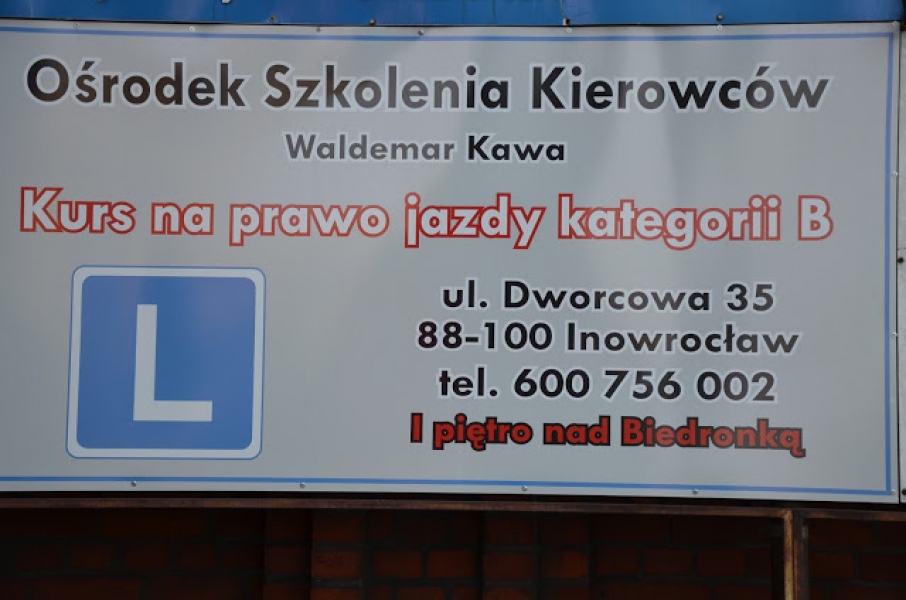 Ośrodek Szkolenia Kierowców
Waldemar Kawa
Kurs na prawo jazdy kategorii B
L
ul. Dworcowa 35
88-100 Inowrocław
tel. 600 756 002
I piętro nad Biedronką